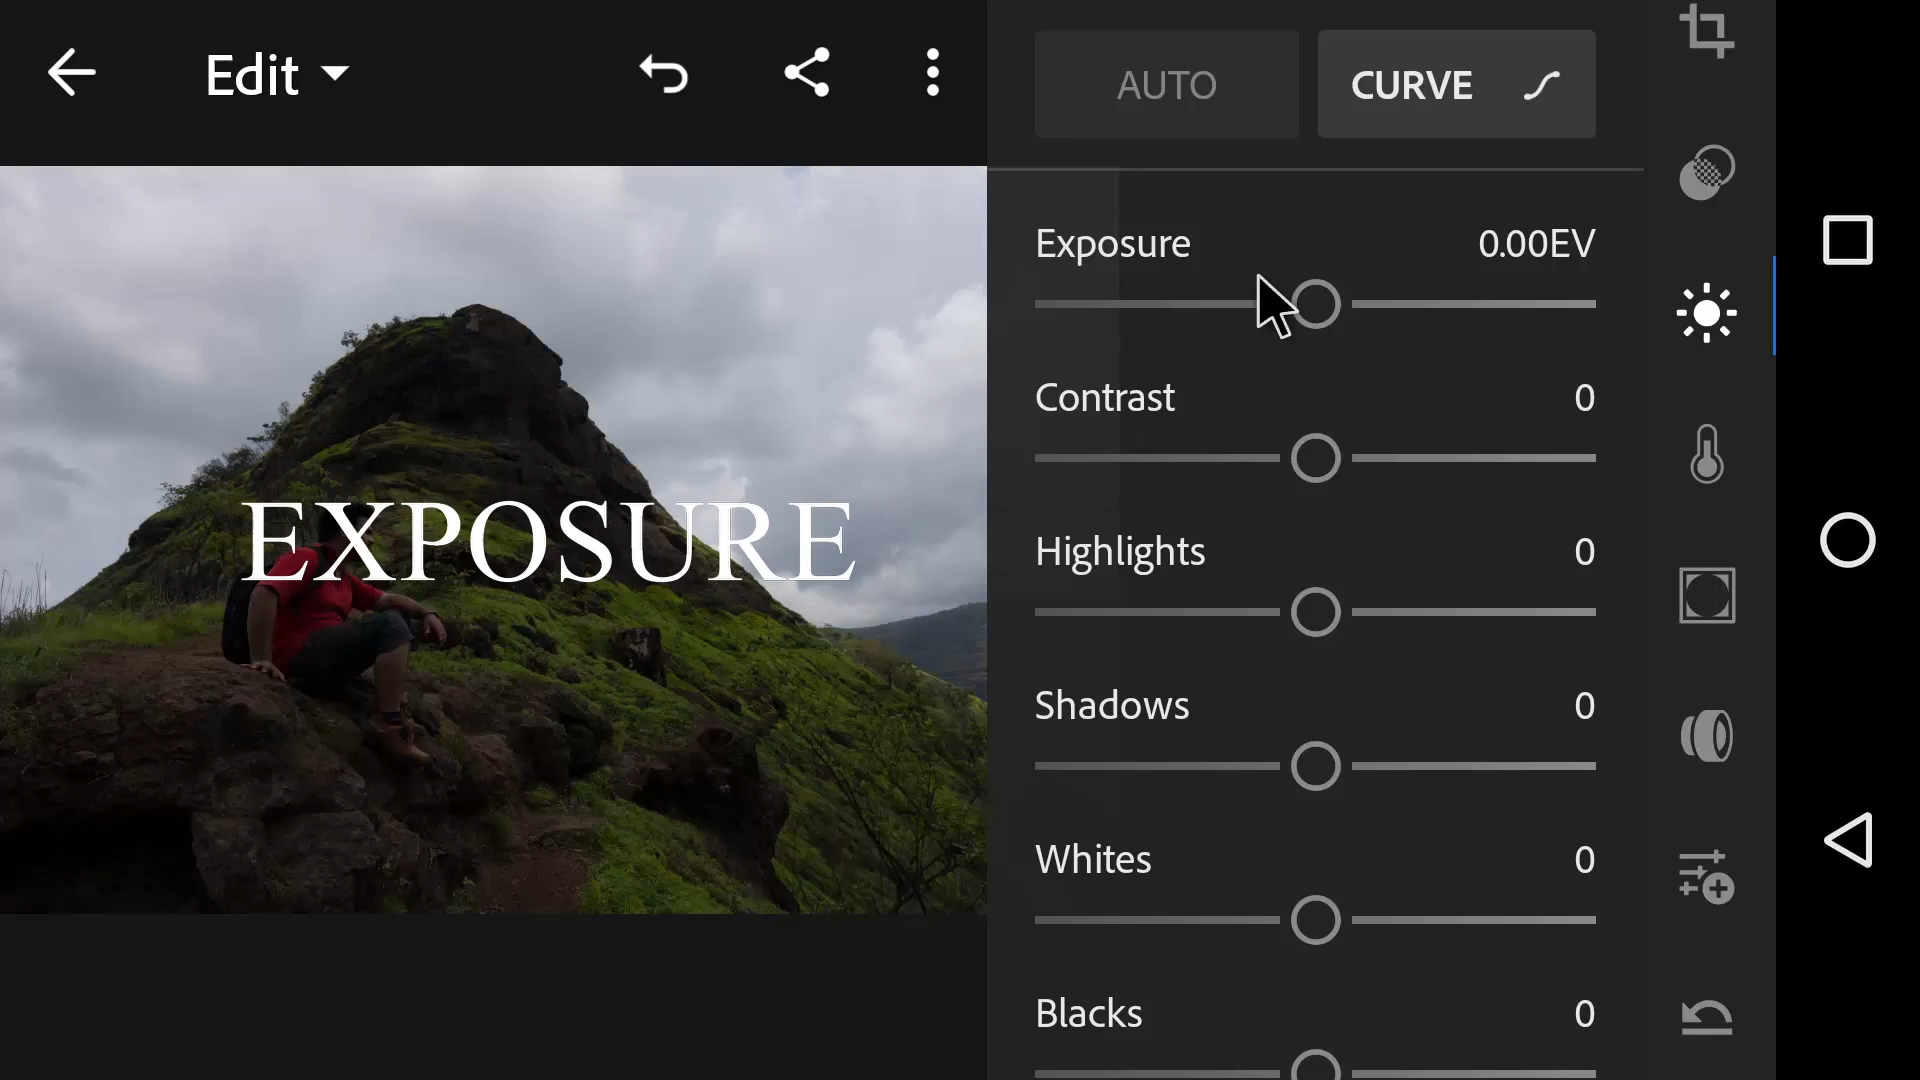 Edit
AUTO
CURVE
Exposure 0.00EV
Contrast 0
Highlights 0
Shadows 0
Whites 0
Blacks 0
EXPOSURE